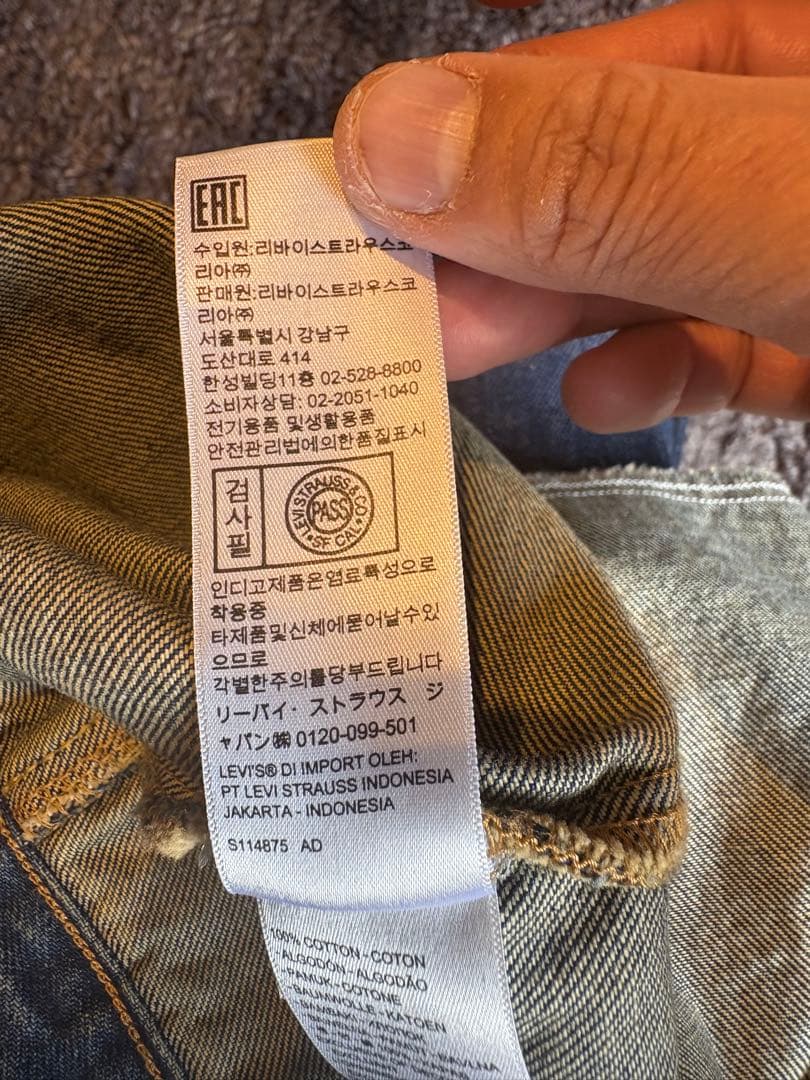 EAC
수입원:리바이스트라우스코
리아㈜
판매원:리바이스트라우스코
리아㈜
서울특별시 강남구
도산대로 414
한성빌딩11층 02-528-8800
소비자상담: 02-2051-1040
전기용품 및생활용품
안전관리법에의한품질표시
검사필
LEVI STRAUSS & CO
PASS
SF CAL
인디고제품은염료특성으로
착용중
타제품및신체에묻어날수있
으므로
각별한주의를당부드립니다
リーバイ・ストラウス ジ
ャパン㈱ 0120-099-501
LEVI'S® DI IMPORT OLEH:
PT LEVI STRAUSS INDONESIA
JAKARTA - INDONESIA
S114875 AD
100% COTTON - COTON
ALGODÓN - ALGODÃO
PAMUK - COTONE
BAUMWOLLE - KATOEN